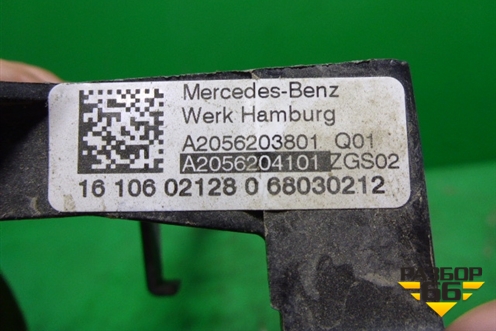 Mercedes-Benz
Werk Hamburg
A2056203801 Q01
A2056204101 ZGS02
16 106 02128 0 68030212
РАЗБОР
66